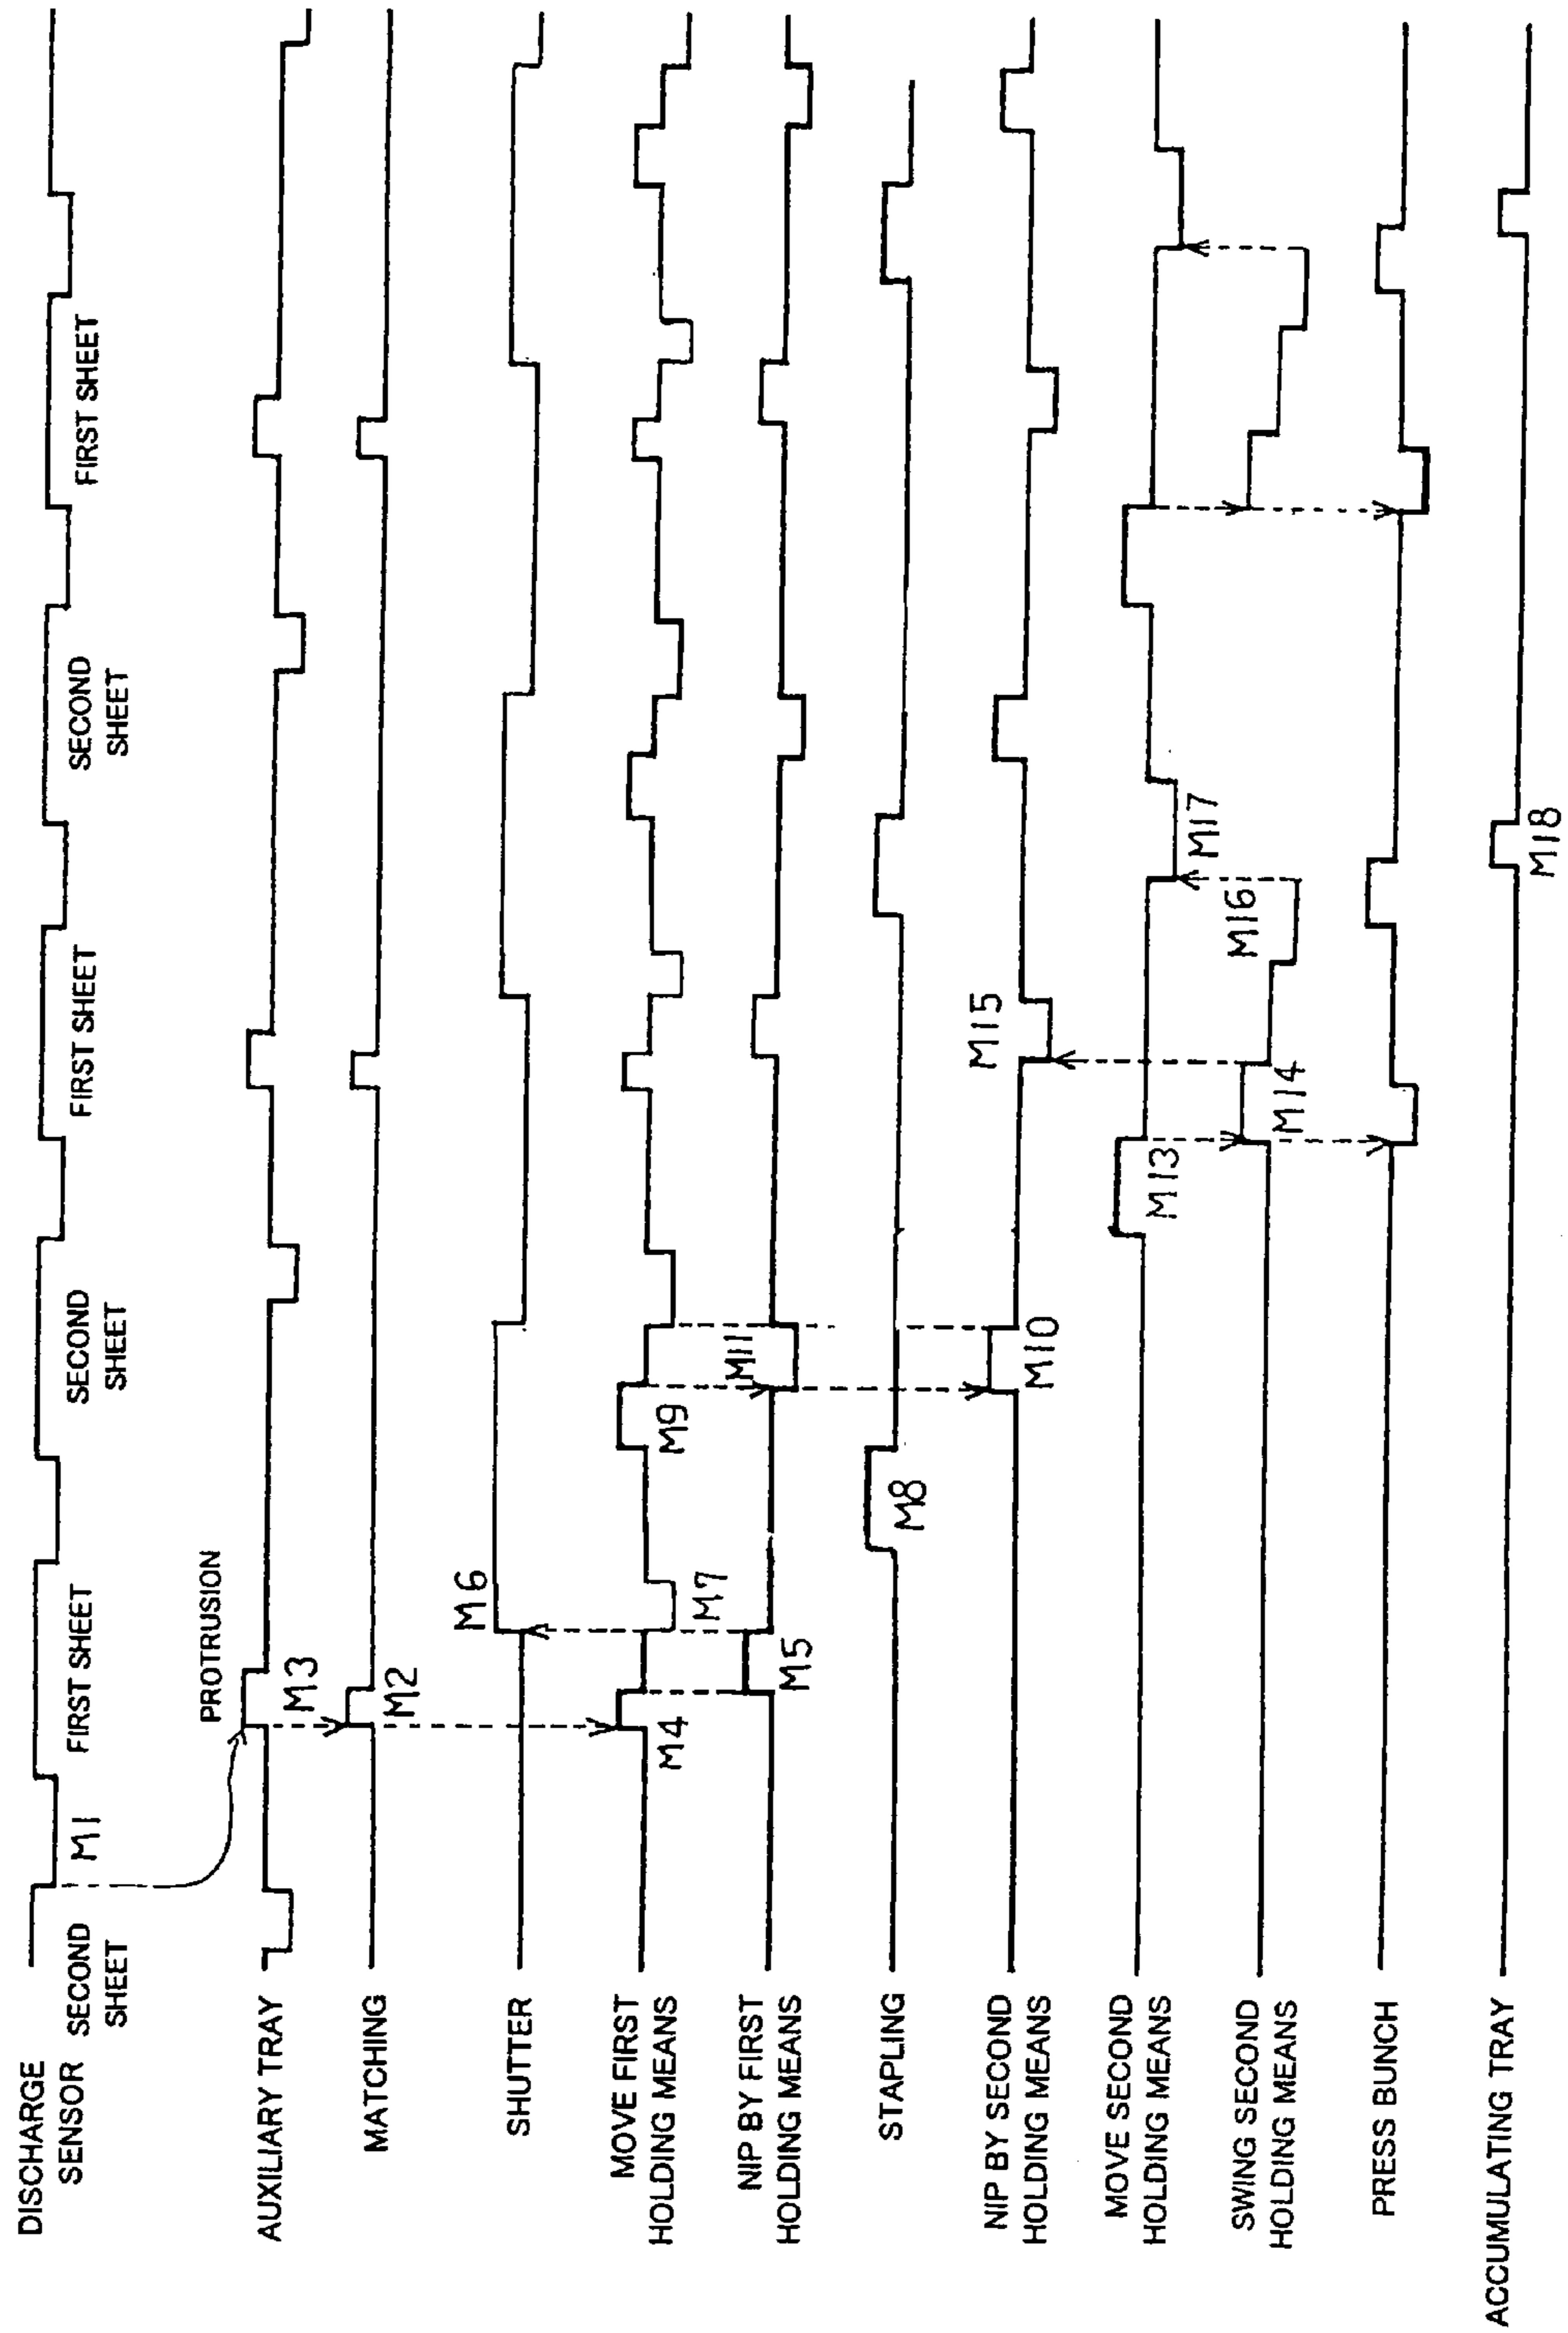 DISCHARGE
SENSOR
SECOND
SHEET
M1
FIRST SHEET
SECOND
SHEET
FIRST SHEET
SECOND
SHEET
FIRST SHEET
AUXILIARY TRAY
PROTRUSION
M3
MATCHING
M2
SHUTTER
M6
MOVE FIRST
HOLDING MEANS
M4
M7
M9
NIP BY FIRST
HOLDING MEANS
M5
M11
STAPLING
M8
NIP BY SECOND
HOLDING MEANS
M10
M15
MOVE SECOND
HOLDING MEANS
M13
M17
SWING SECOND
HOLDING MEANS
M14
M16
PRESS BUNCH
ACCUMULATING TRAY
M18